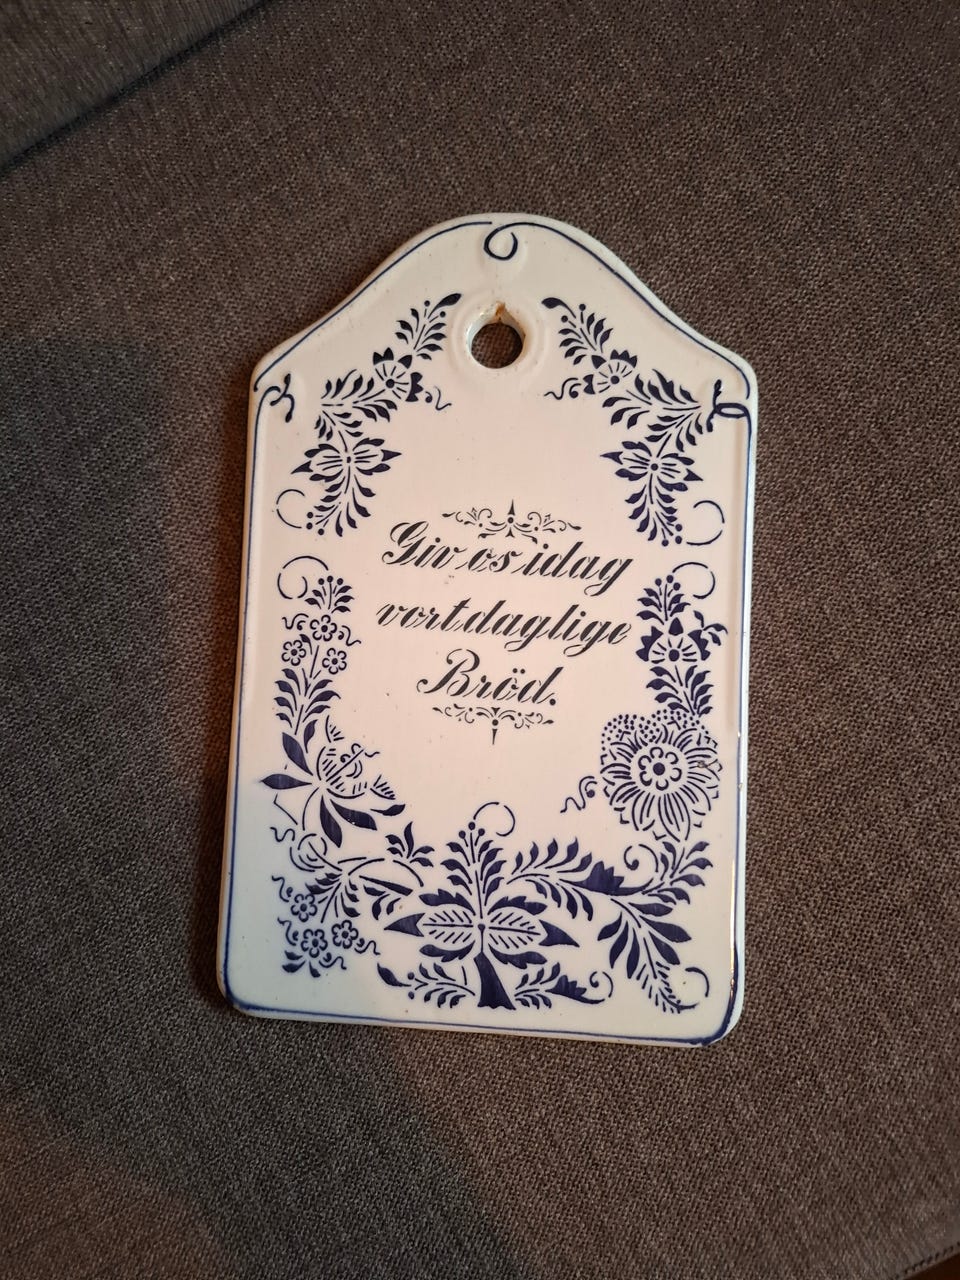 Giv os idag
vort daglige
Bröd.